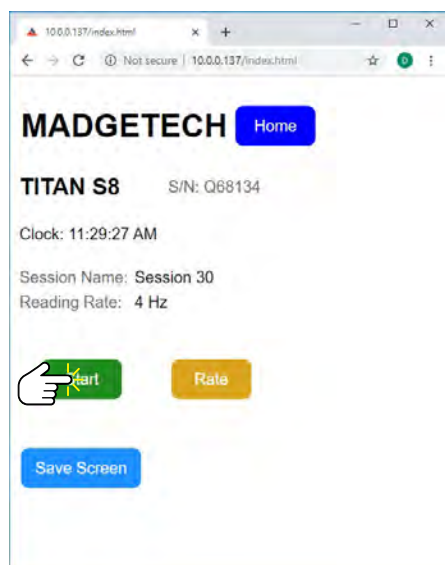 10.0.0.137/index.html
Not secure | 10.0.0.137/index.html
D
MADGETECH Home
TITAN S8 S/N: Q68134
Clock: 11:29:27 AM
Session Name: Session 30
Reading Rate: 4 Hz
Start Rate
Save Screen